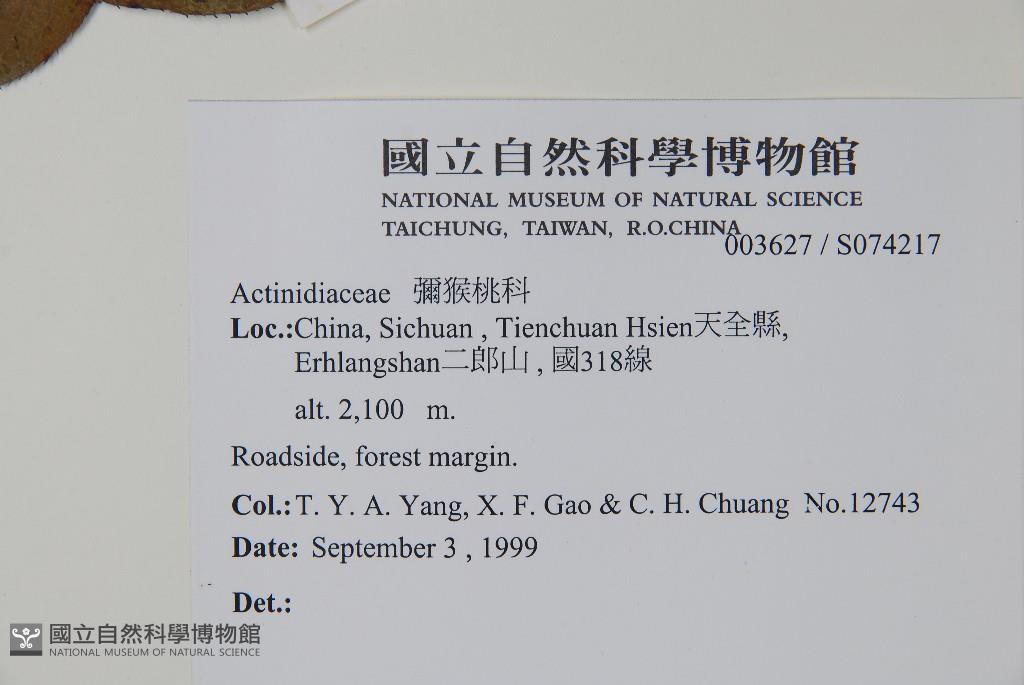 國立自然科學博物館
NATIONAL MUSEUM OF NATURAL SCIENCE
TAICHUNG, TAIWAN, R.O.CHINA
003627 / S074217
Actinidiaceae 獼猴桃科
Loc.:China, Sichuan , Tienchuan Hsien天全縣,
Erhlangshan二郎山 , 國318線
alt. 2,100 m.
Roadside, forest margin.
Col.: T. Y. A. Yang, X. F. Gao & C. H. Chuang No.12743
Date: September 3 , 1999
Det.:
國立自然科學博物館
NATIONAL MUSEUM OF NATURAL SCIENCE